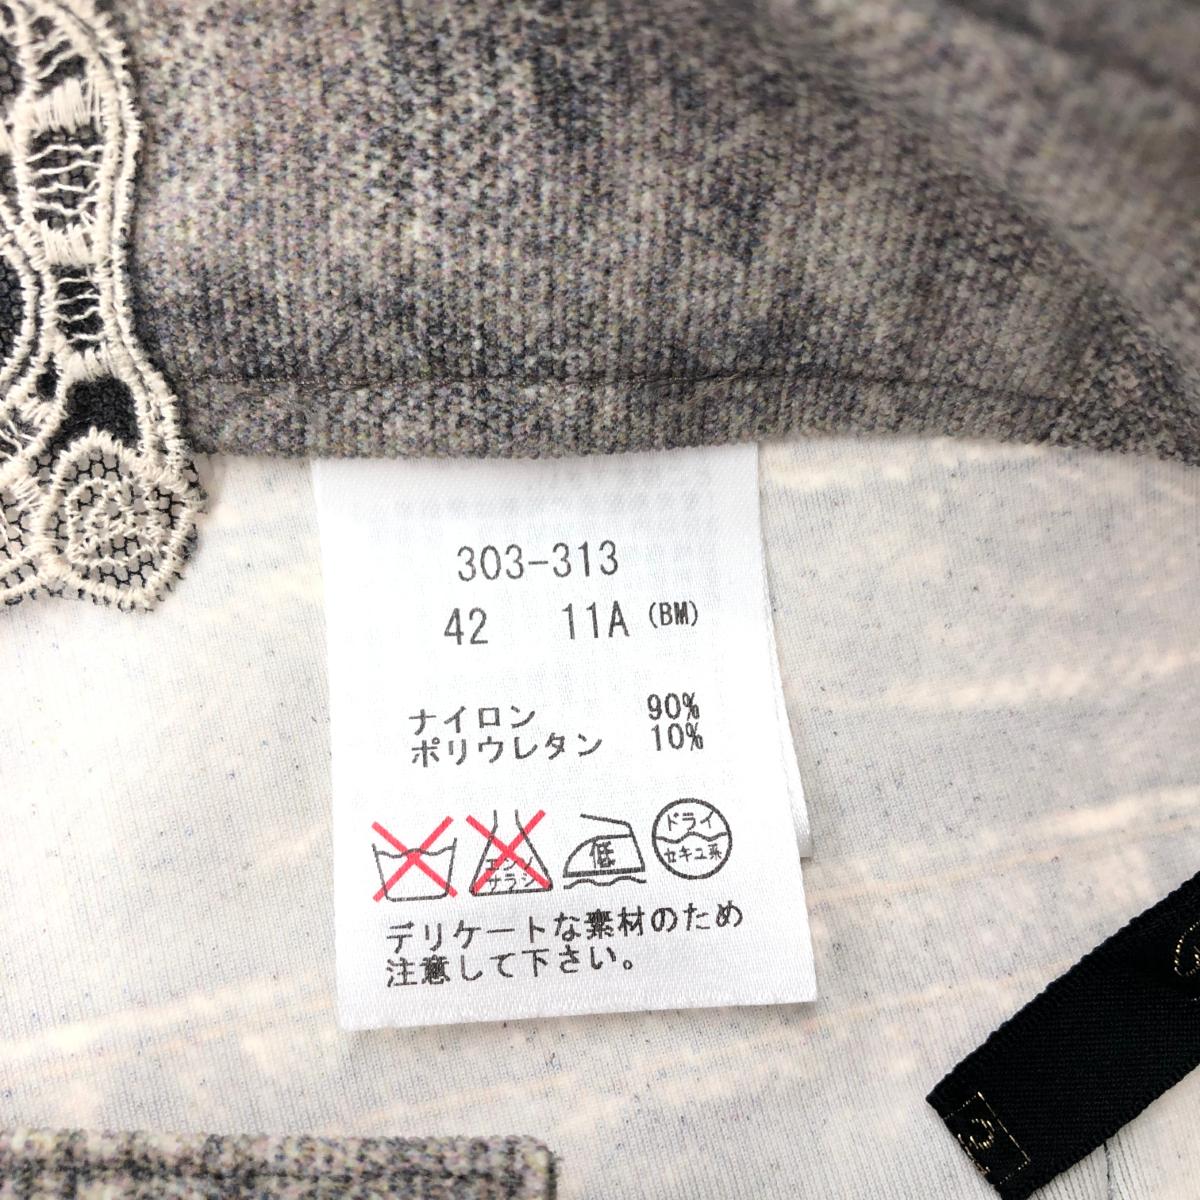 303-313
42 11A (BM)
ナイロン 90%
ポリウレタン 10%
エンソ
サラシ
低
ドライ
セキユ系
デリケートな素材のため
注意して下さい。